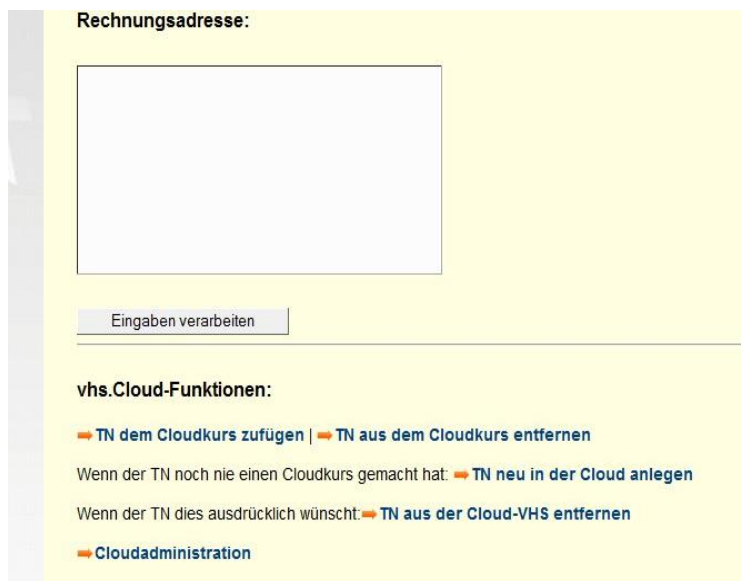 Rechnungsadresse:
Eingaben verarbeiten
vhs.Cloud-Funktionen:
TN dem Cloudkurs zufügen | TN aus dem Cloudkurs entfernen
Wenn der TN noch nie einen Cloudkurs gemacht hat: TN neu in der Cloud anlegen
Wenn der TN dies ausdrücklich wünscht: TN aus der Cloud-VHS entfernen
Cloudadministration